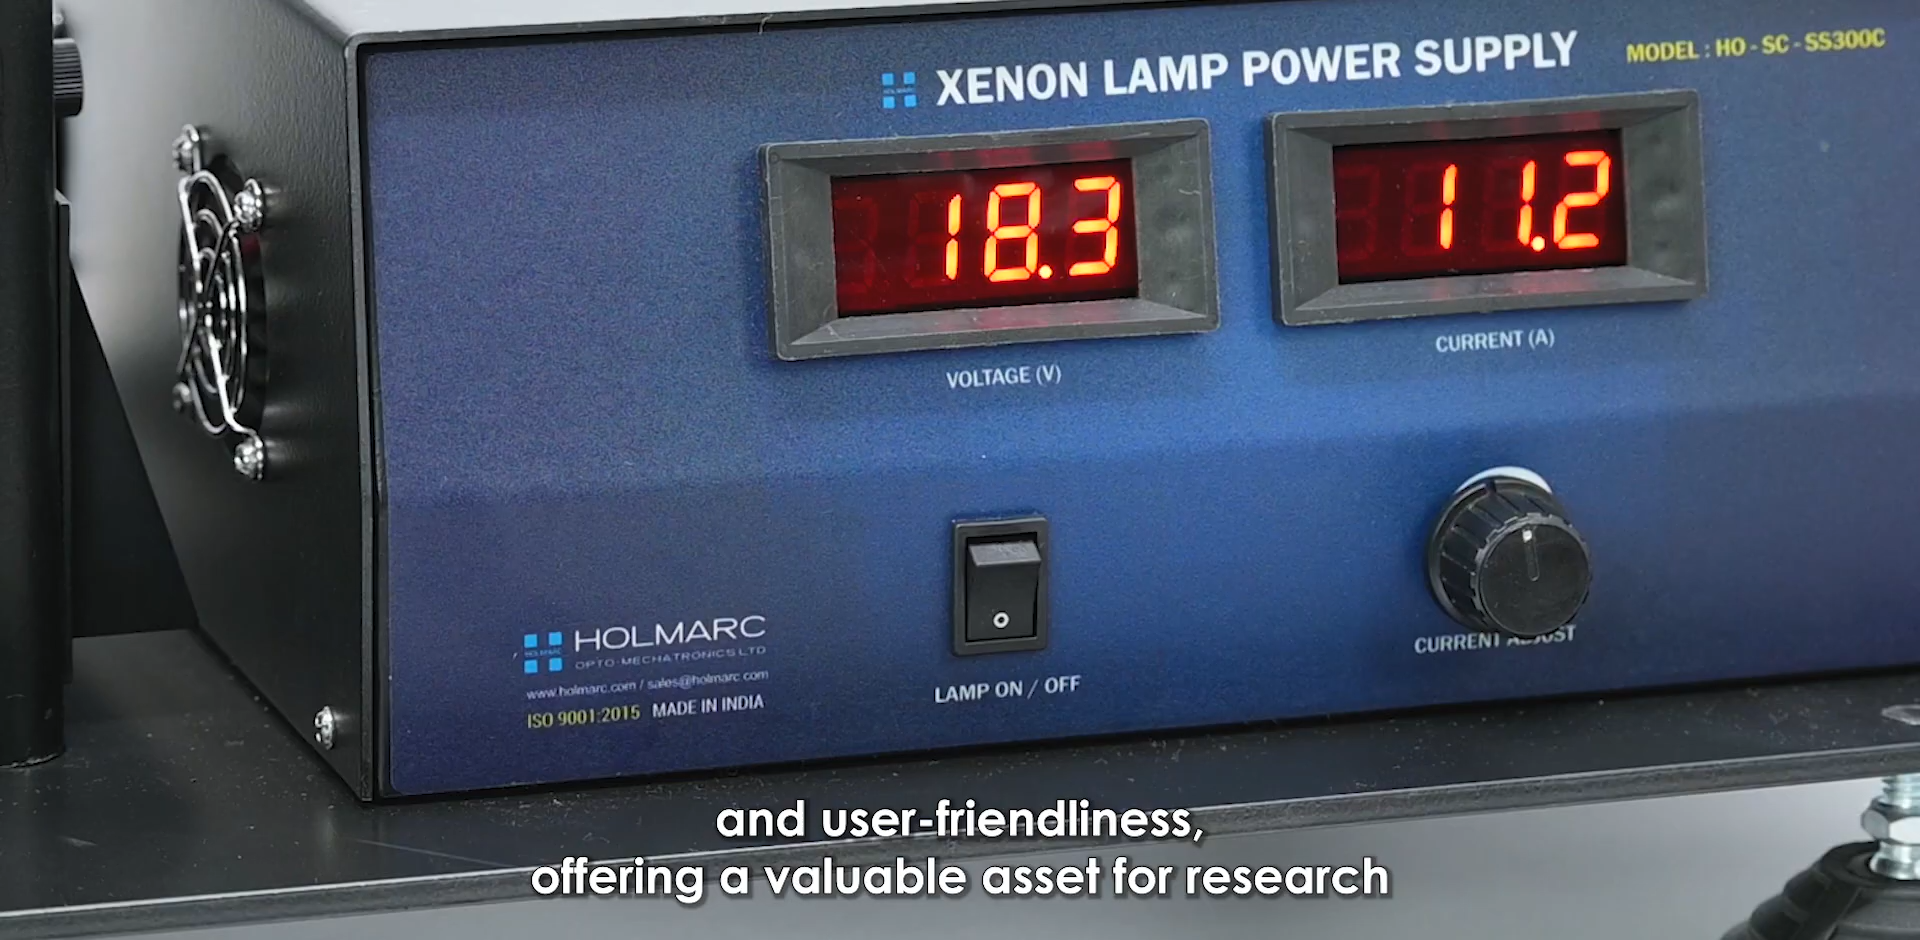 XENON LAMP POWER SUPPLY
MODEL : HO - SC - SS300C
18.3
11.2
VOLTAGE (V)
CURRENT (A)
LAMP ON / OFF
CURRENT ADJUST
HOLMARC
OPTO-MECHATRONICS LTD
www.holmarc.com / sales@holmarc.com
ISO 9001:2015 MADE IN INDIA
and user-friendliness,
offering a valuable asset for research